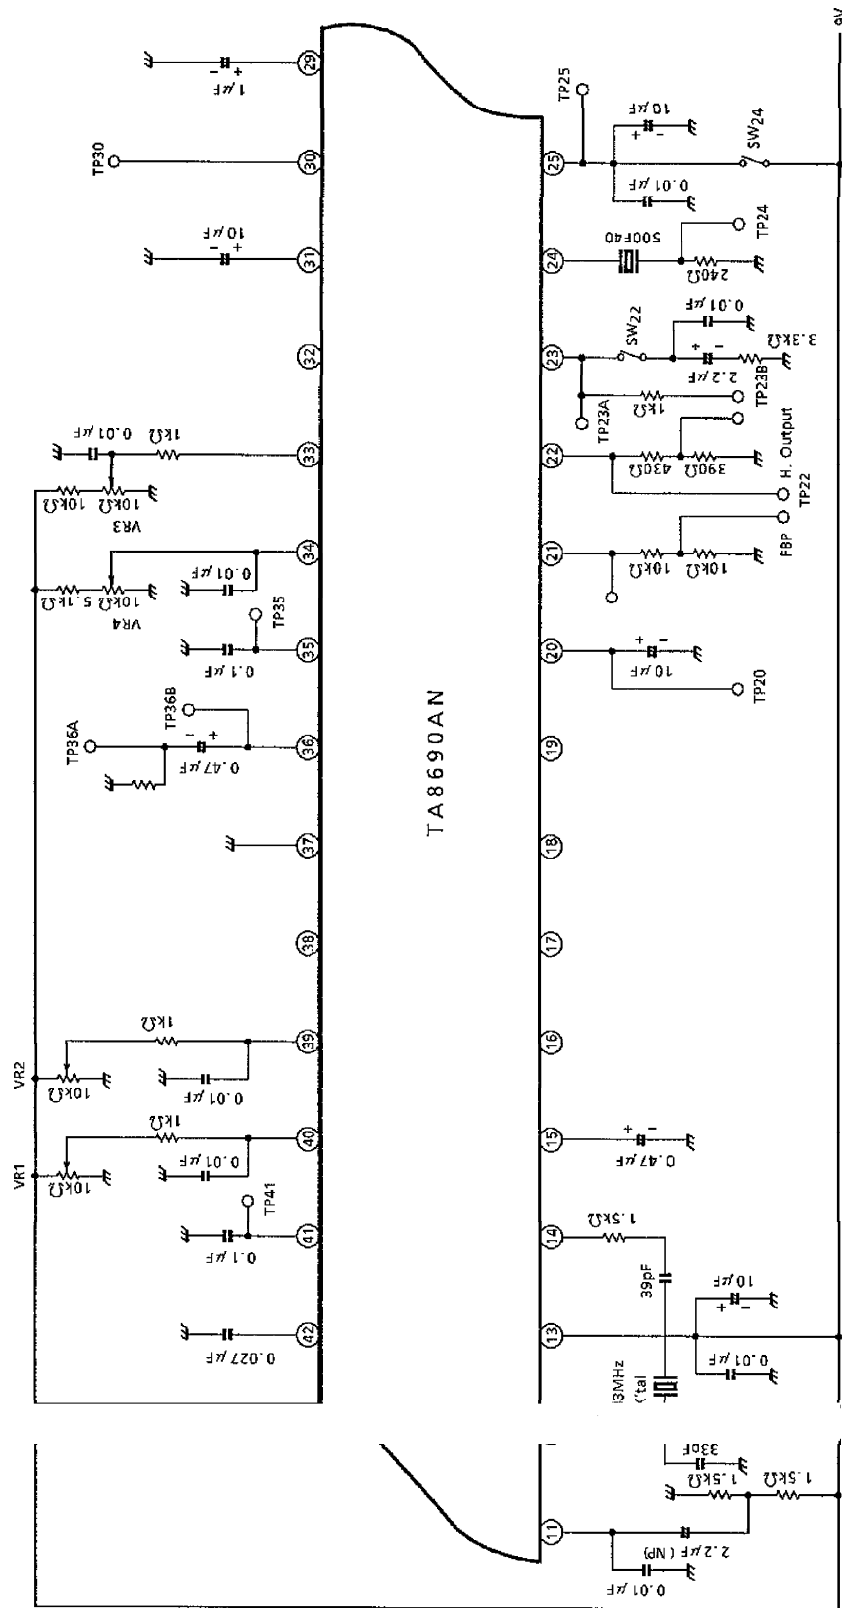 9V
29
1μF
− +
TP30
30
10μF
− +
31
32
0.01μF
1kΩ
33
10kΩ
10kΩ
VR3
34
0.01μF
5.1kΩ
10kΩ
VR4
TP35
0.1μF
35
TP36A
TP36B
− +
0.47μF
36
37
38
VR2
1kΩ
39
10kΩ
0.01μF
VR1
1kΩ
40
10kΩ
0.01μF
TP41
0.1μF
41
0.027μF
42
TA8690AN
TP25
10μF
+ −
25
SW24
0.01μF
500F40
TP24
24
240Ω
0.01μF
SW22
23
+ −
2.2μF
3.3kΩ
TP23B
1kΩ
TP23A
22
430Ω
390Ω
H. Output
TP22
21
10kΩ
10kΩ
FBP
20
+ −
10μF
TP20
19
18
17
16
15
+ −
0.47μF
14
1.5kΩ
39pF
10μF
+ −
13
0.01μF
3MHz
'tal
33pF
1.5kΩ
1.5kΩ
11
2.2μF (NP)
0.01μF